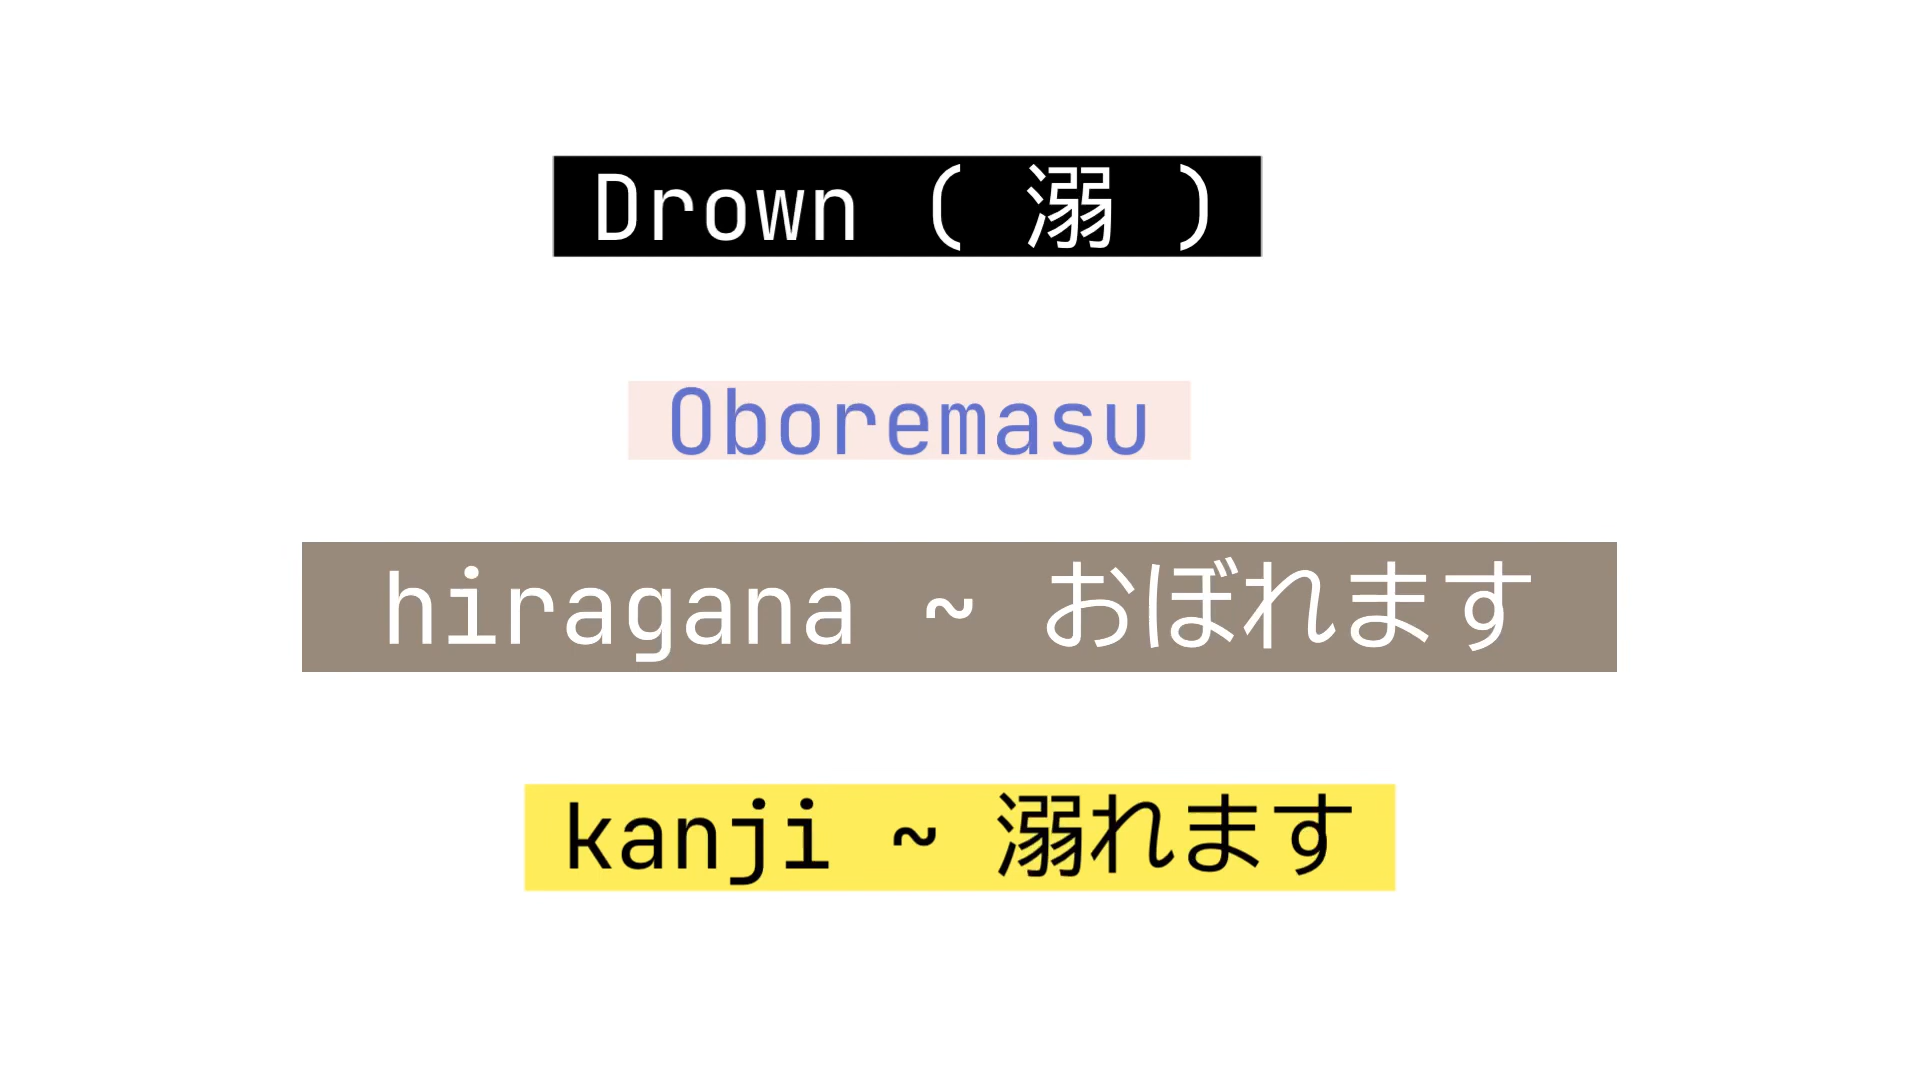 Drown ( 溺 )
Oboremasu
hiragana ~ おぼれます
kanji ~ 溺れます